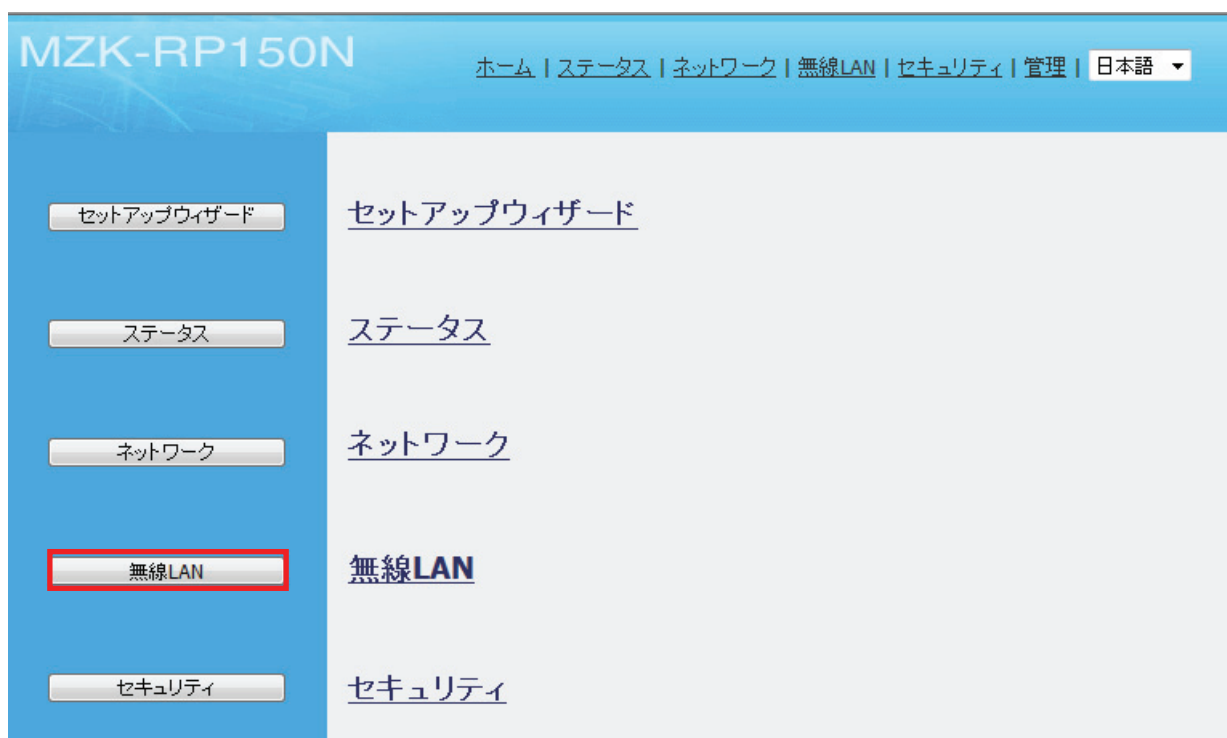 MZK-RP150N
ホーム | ステータス | ネットワーク | 無線LAN | セキュリティ | 管理 | 日本語
セットアップウィザード セットアップウィザード
ステータス ステータス
ネットワーク ネットワーク
無線LAN 無線LAN
セキュリティ セキュリティ